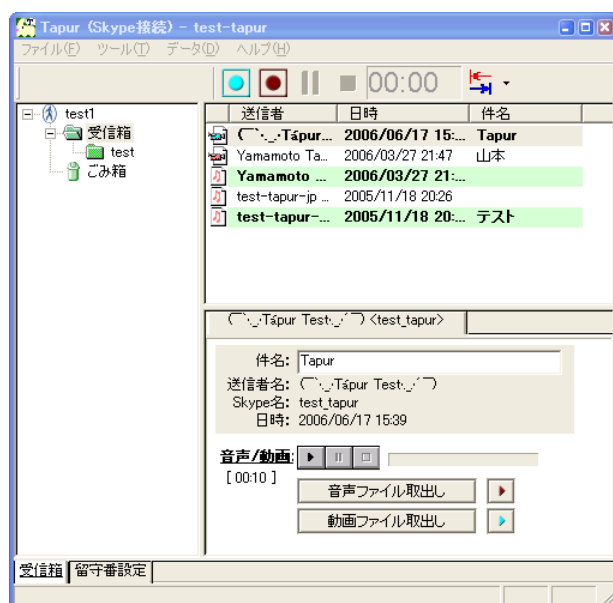 Tapur (Skype接続) - test-tapur
ファイル(F) ツール(T) データ(D) ヘルプ(H)
00:00
test1
受信箱
test
ごみ箱
送信者 日時 件名
(￣`·._.·Tápur... 2006/06/17 15:... Tapur
Yamamoto Ta... 2006/03/27 21:47 山本
Yamamoto ... 2006/03/27 21:...
test-tapur-jp ... 2005/11/18 20:26
test-tapur-... 2005/11/18 20:... テスト
(￣`·._.·Tápur Test·._.·´￣) <test_tapur>
件名: Tapur
送信者名: (￣`·._.·Tápur Test·._.·´￣)
Skype名: test_tapur
日時: 2006/06/17 15:39
音声/動画:
[ 00:10 ]
音声ファイル取出し
動画ファイル取出し
受信箱 留守番設定